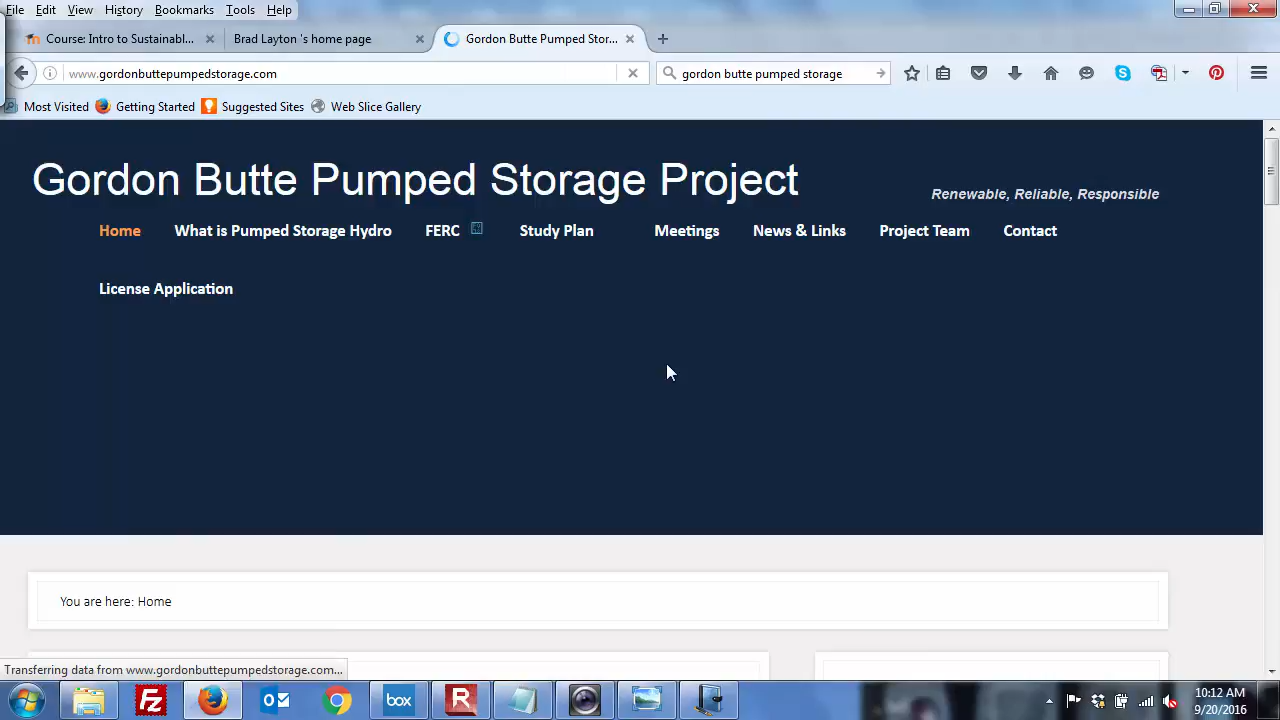 File Edit View History Bookmarks Tools Help
Course: Intro to Sustainabl... Brad Layton 's home page Gordon Butte Pumped Stor...
www.gordonbuttepumpedstorage.com gordon butte pumped storage
Most Visited Getting Started Suggested Sites Web Slice Gallery
Gordon Butte Pumped Storage Project
Renewable, Reliable, Responsible
Home What is Pumped Storage Hydro FERC Study Plan Meetings News & Links Project Team Contact
License Application
You are here: Home
Transferring data from www.gordonbuttepumpedstorage.com...
box
10:12 AM
9/20/2016